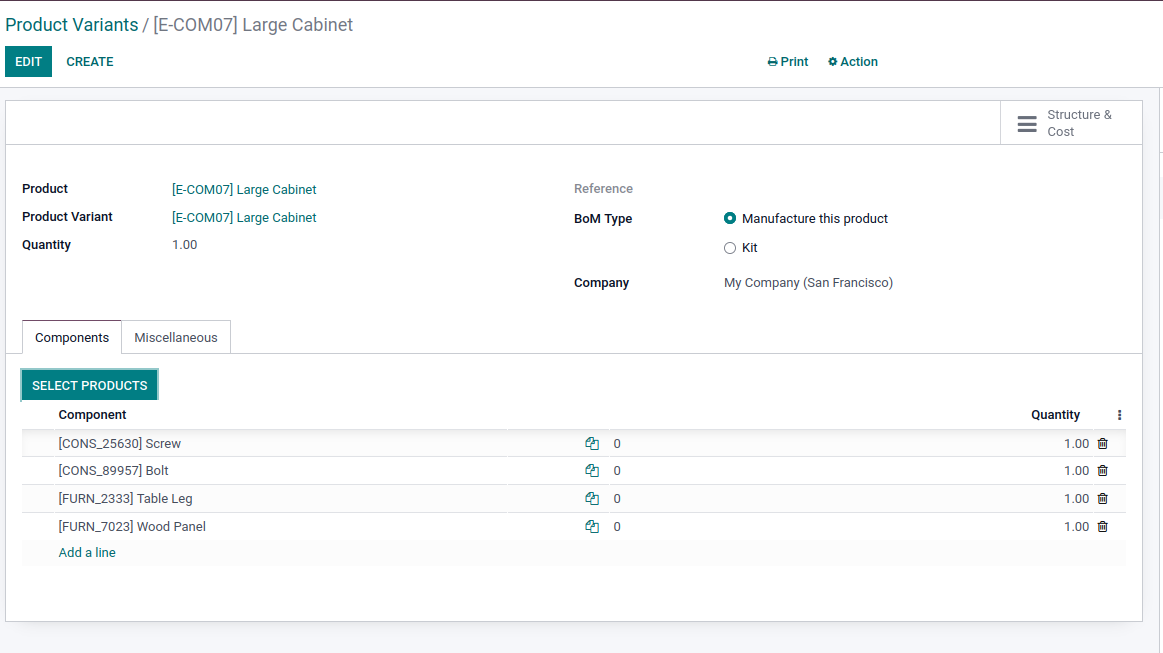 Product Variants / [E-COM07] Large Cabinet
EDIT CREATE Print Action
Structure & Cost
Product [E-COM07] Large Cabinet
Product Variant [E-COM07] Large Cabinet
Quantity 1.00
Reference
BoM Type Manufacture this product
Kit
Company My Company (San Francisco)
Components Miscellaneous
SELECT PRODUCTS
Component Quantity
[CONS_25630] Screw 0 1.00
[CONS_89957] Bolt 0 1.00
[FURN_2333] Table Leg 0 1.00
[FURN_7023] Wood Panel 0 1.00
Add a line